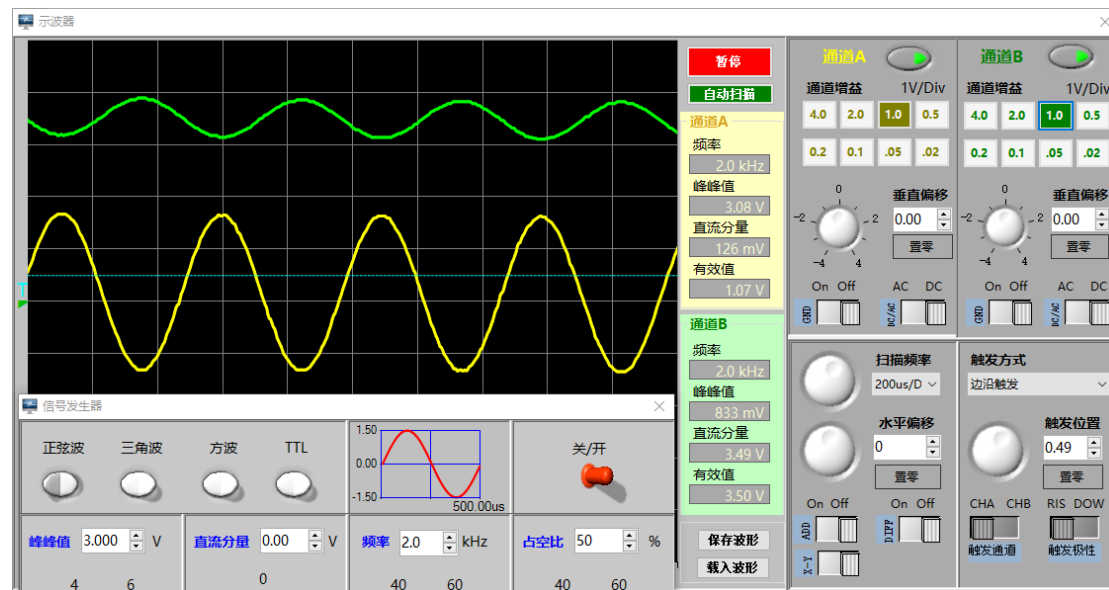 示波器
暂停
自动扫描
通道A
频率
2.0 kHz
峰峰值
3.08 V
直流分量
126 mV
有效值
1.07 V
通道B
频率
2.0 kHz
峰峰值
833 mV
直流分量
3.49 V
有效值
3.50 V
保存波形
载入波形
T
通道A
通道增益 1V/Div
4.0 2.0 1.0 0.5
0.2 0.1 .05 .02
0
-2 2
-4 4
垂直偏移
0.00
置零
On Off AC DC
GND DC/AC
通道B
通道增益 1V/Div
4.0 2.0 1.0 0.5
0.2 0.1 .05 .02
0
-2 2
-4 4
垂直偏移
0.00
置零
On Off AC DC
GND DC/AC
扫描频率
200us/D
水平偏移
0
置零
On Off On Off
ADD DIFF
X-Y
触发方式
边沿触发
触发位置
0.49
置零
CHA CHB RIS DOW
触发通道 触发极性
信号发生器
正弦波 三角波 方波 TTL
1.50
0.00
-1.50
500.00us
关/开
峰峰值 3.000 V
4 6
直流分量 0.00 V
0
频率 2.0 kHz
40 60
占空比 50 %
40 60